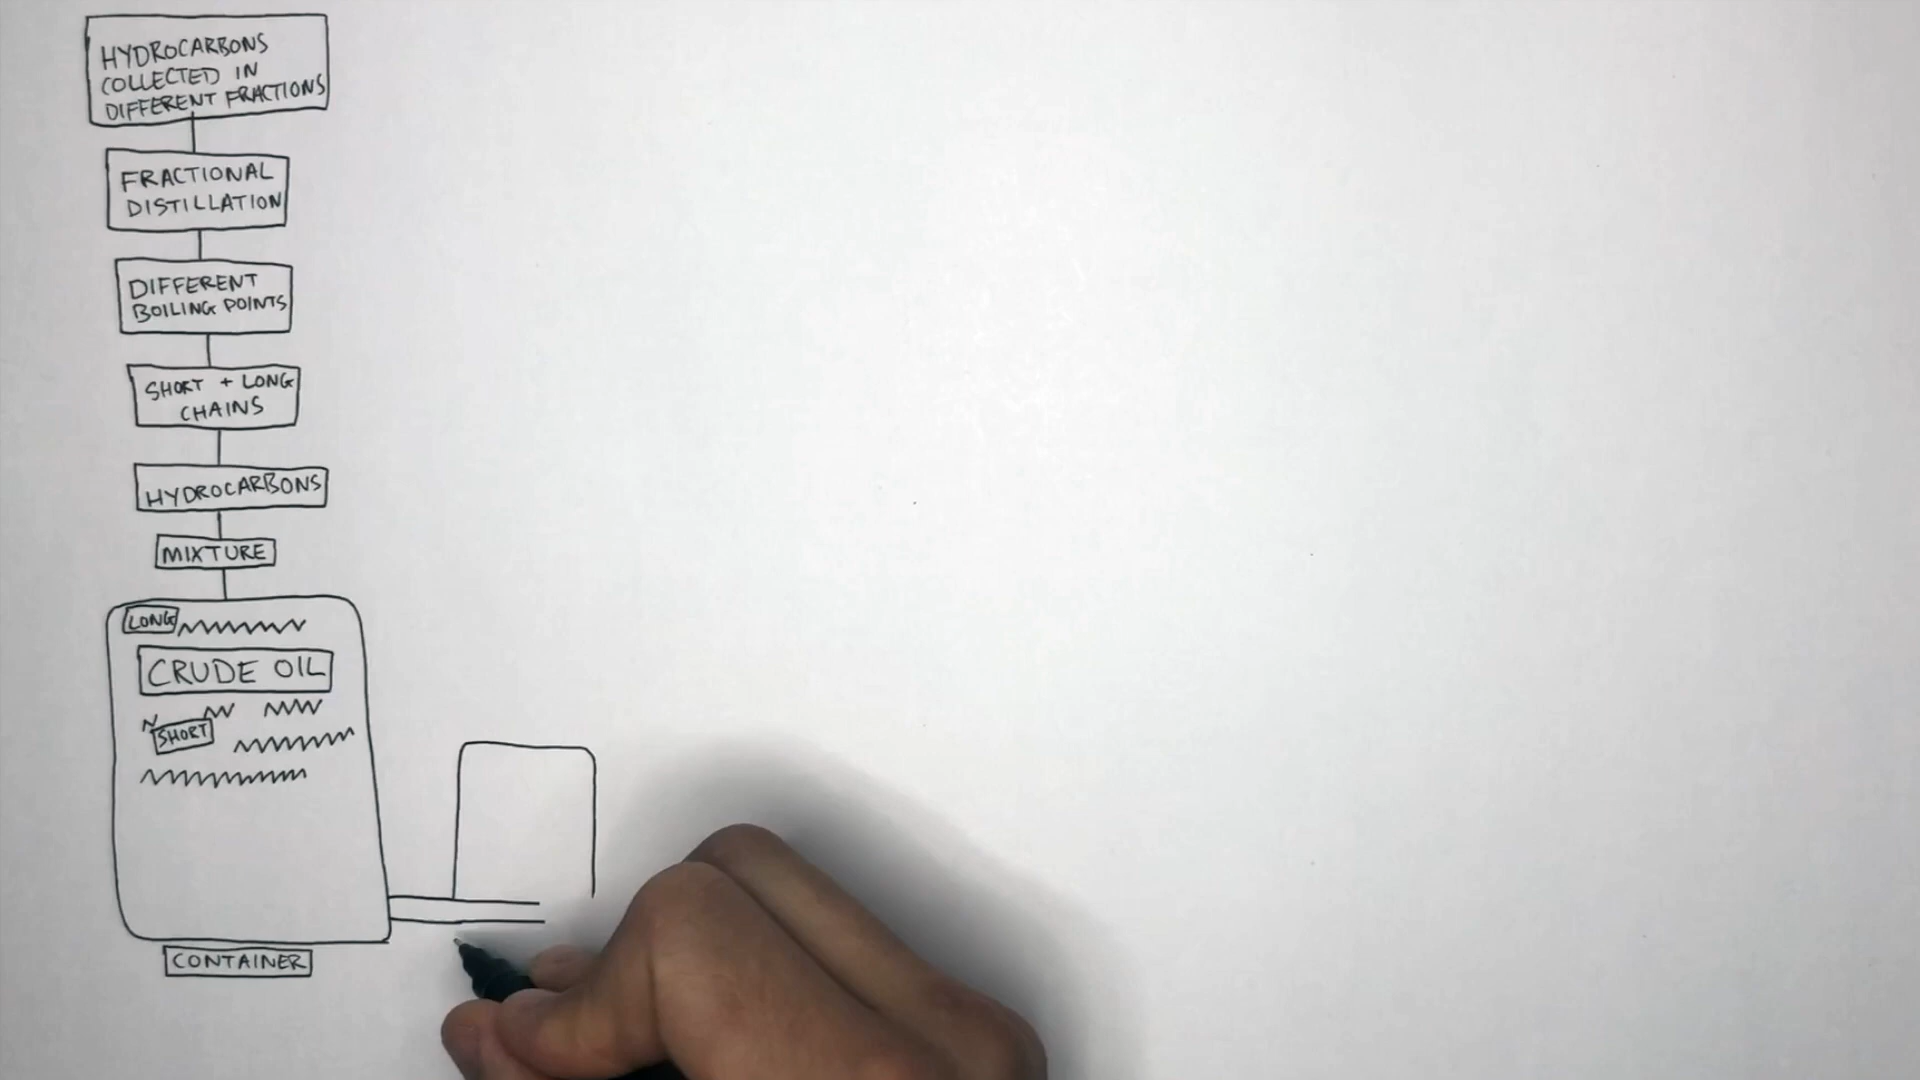 HYDROCARBONS
COLLECTED IN
DIFFERENT FRACTIONS
FRACTIONAL
DISTILLATION
DIFFERENT
BOILING POINTS
SHORT + LONG
CHAINS
HYDROCARBONS
MIXTURE
LONG
CRUDE OIL
SHORT
CONTAINER